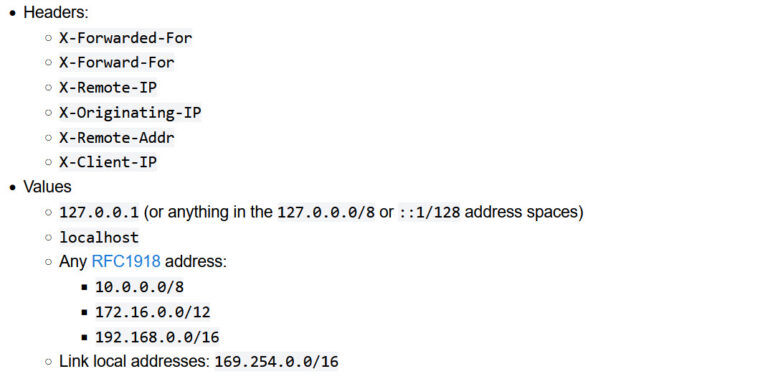 Headers:
X-Forwarded-For
X-Forward-For
X-Remote-IP
X-Originating-IP
X-Remote-Addr
X-Client-IP
Values
127.0.0.1 (or anything in the 127.0.0.0/8 or ::1/128 address spaces)
localhost
Any RFC1918 address:
10.0.0.0/8
172.16.0.0/12
192.168.0.0/16
Link local addresses: 169.254.0.0/16